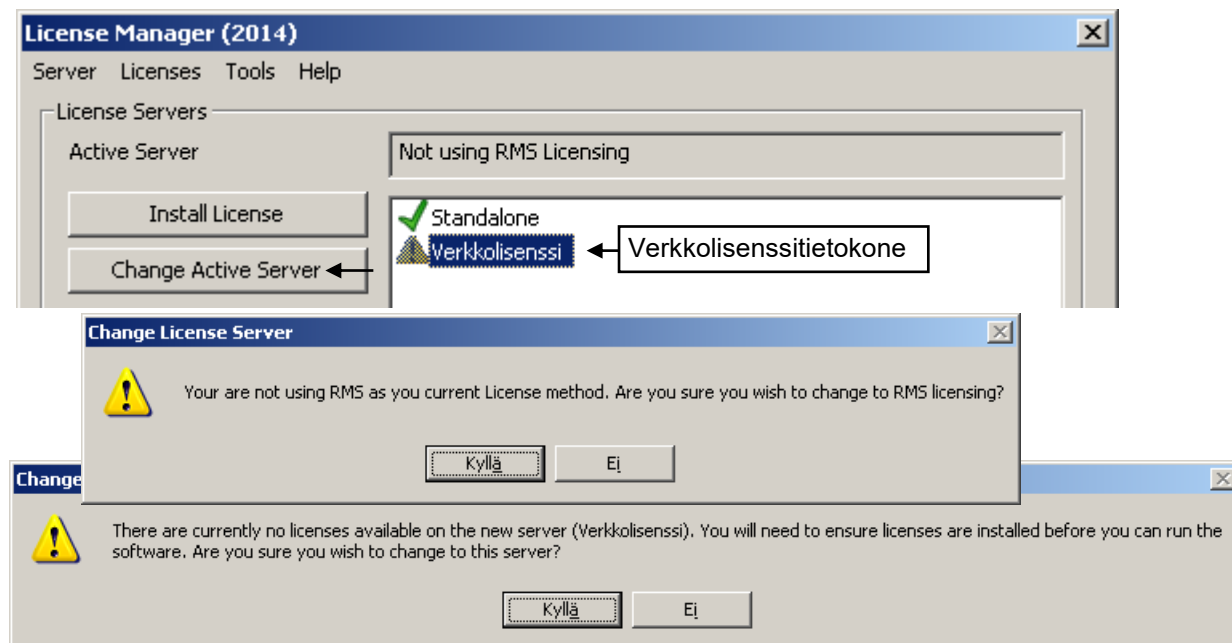 License Manager (2014)
Server Licenses Tools Help
License Servers
Active Server Not using RMS Licensing
Install License
Change Active Server
Standalone
Verkkolisenssi
Verkkolisenssitietokone
Change License Server
Your are not using RMS as you current License method. Are you sure you wish to change to RMS licensing?
Kyllä Ei
Change
There are currently no licenses available on the new server (Verkkolisenssi). You will need to ensure licenses are installed before you can run the
software. Are you sure you wish to change to this server?
Kyllä Ei